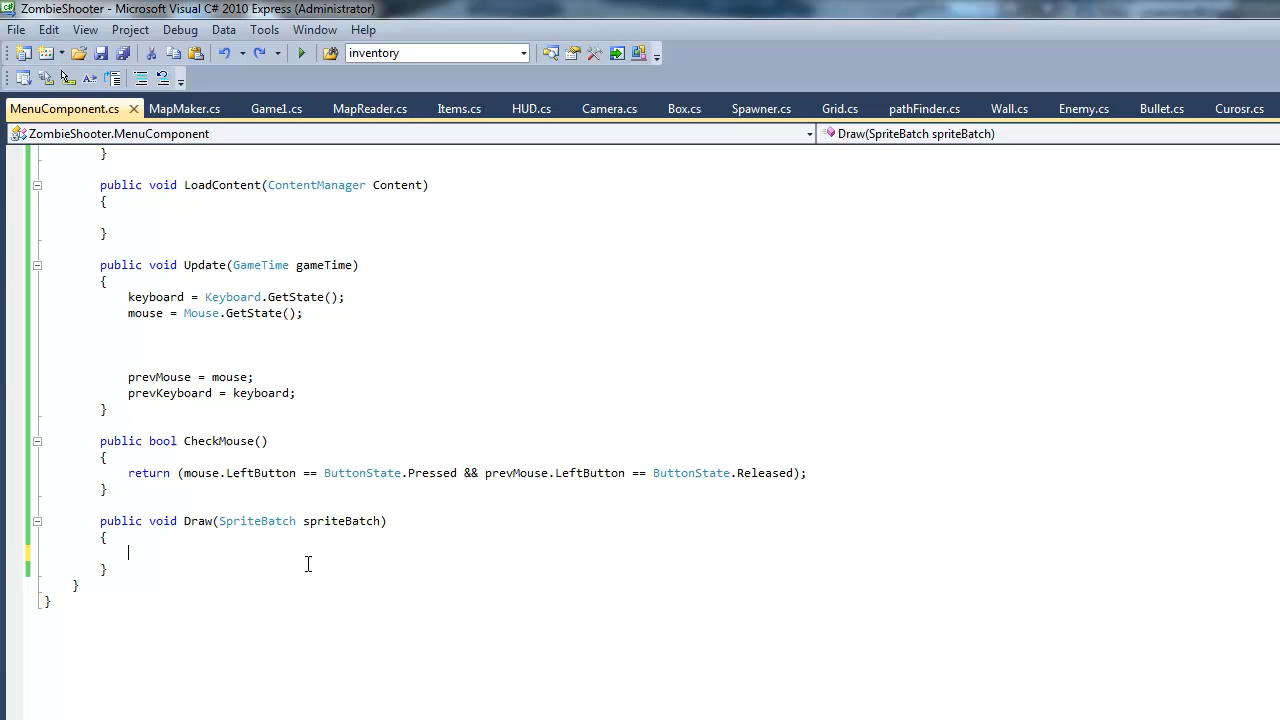 ZombieShooter - Microsoft Visual C# 2010 Express (Administrator)
File Edit View Project Debug Data Tools Window Help
inventory
MenuComponent.cs MapMaker.cs Game1.cs MapReader.cs Items.cs HUD.cs Camera.cs Box.cs Spawner.cs Grid.cs pathFinder.cs Wall.cs Enemy.cs Bullet.cs Curosr.cs
ZombieShooter.MenuComponent Draw(SpriteBatch spriteBatch)
}
public void LoadContent(ContentManager Content)
{
}
public void Update(GameTime gameTime)
{
keyboard = Keyboard.GetState();
mouse = Mouse.GetState();
prevMouse = mouse;
prevKeyboard = keyboard;
}
public bool CheckMouse()
{
return (mouse.LeftButton == ButtonState.Pressed && prevMouse.LeftButton == ButtonState.Released);
}
public void Draw(SpriteBatch spriteBatch)
{
}
}
}